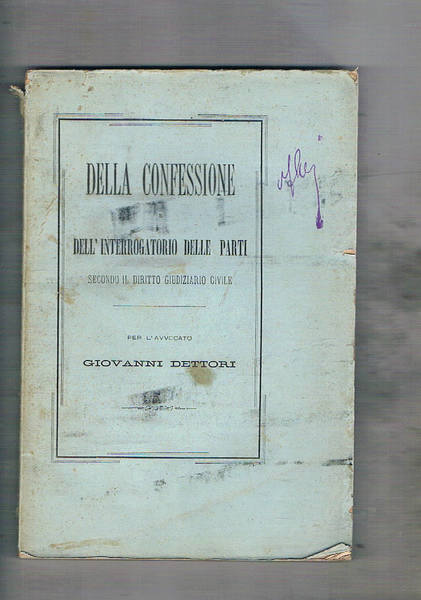 DELLA CONFESSIONE
DELL'INTERROGATORIO DELLE PARTI
SECONDO IL DIRITTO GIUDIZIARIO CIVILE
PER L'AVVOCATO
GIOVANNI DETTORI